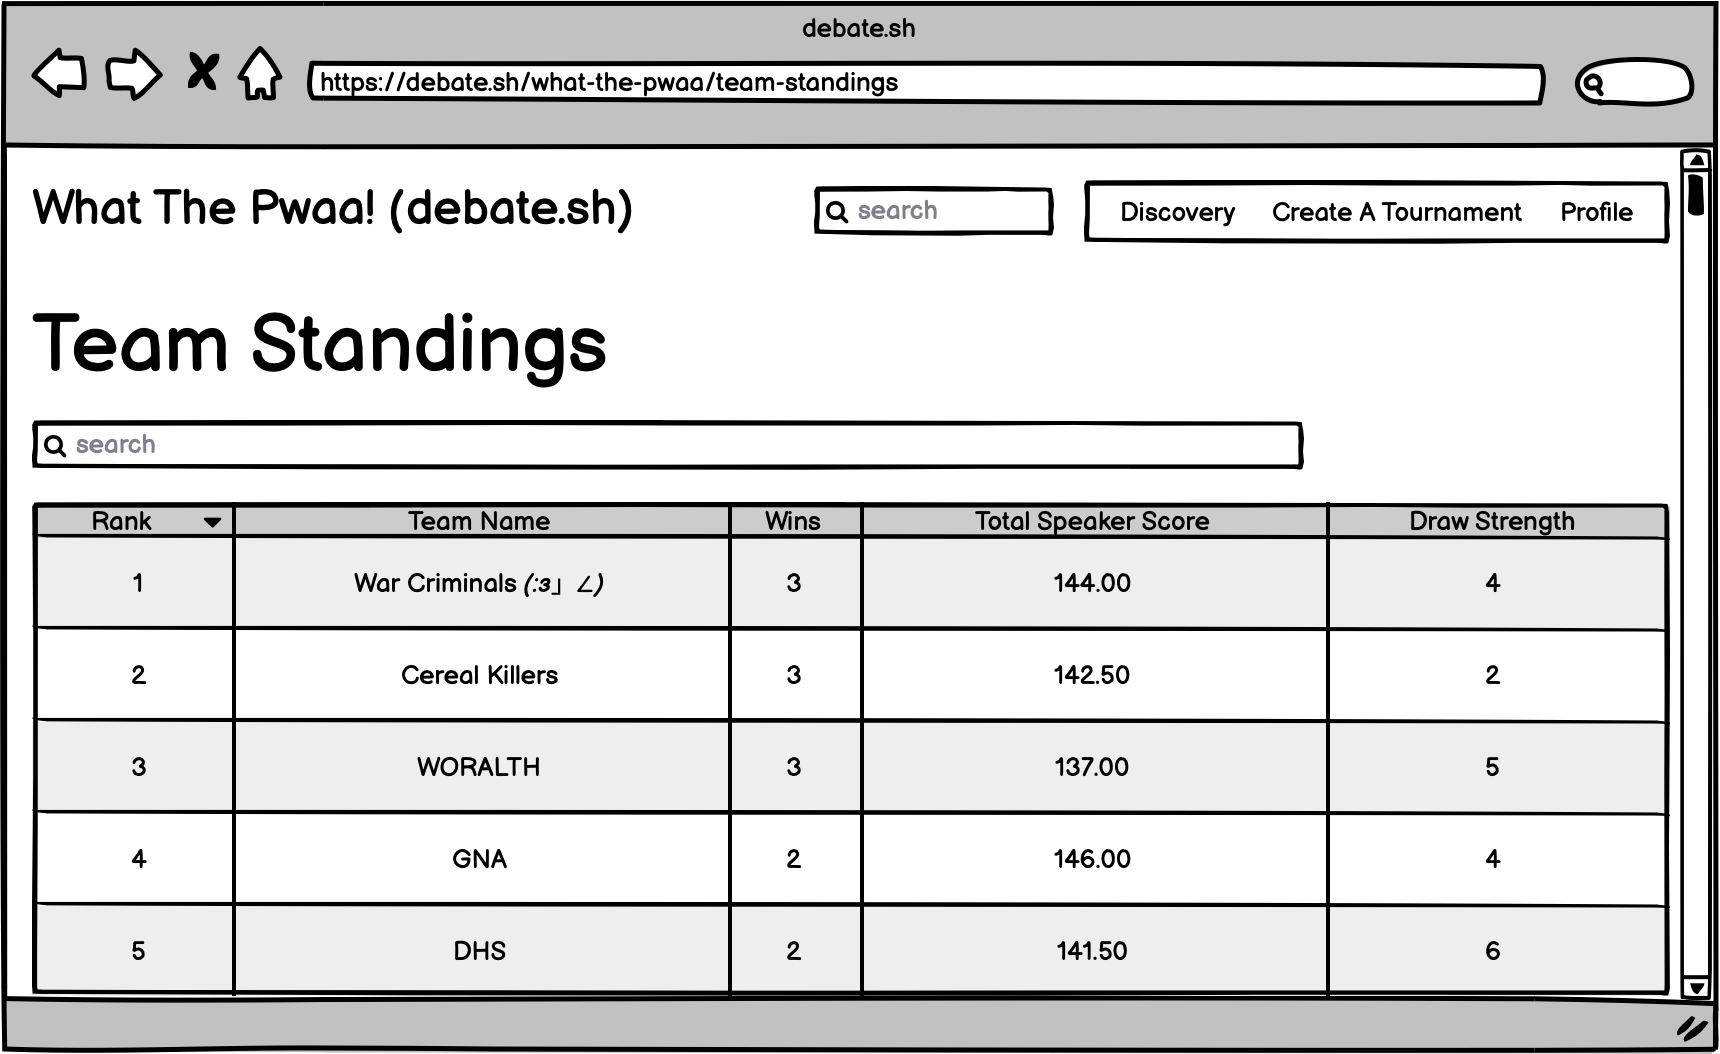 debate.sh
https://debate.sh/what-the-pwaa/team-standings
What The Pwaa! (debate.sh)
search
Discovery Create A Tournament Profile
Team Standings
search
Rank Team Name Wins Total Speaker Score Draw Strength
1 War Criminals (:3」∠) 3 144.00 4
2 Cereal Killers 3 142.50 2
3 WORALTH 3 137.00 5
4 GNA 2 146.00 4
5 DHS 2 141.50 6